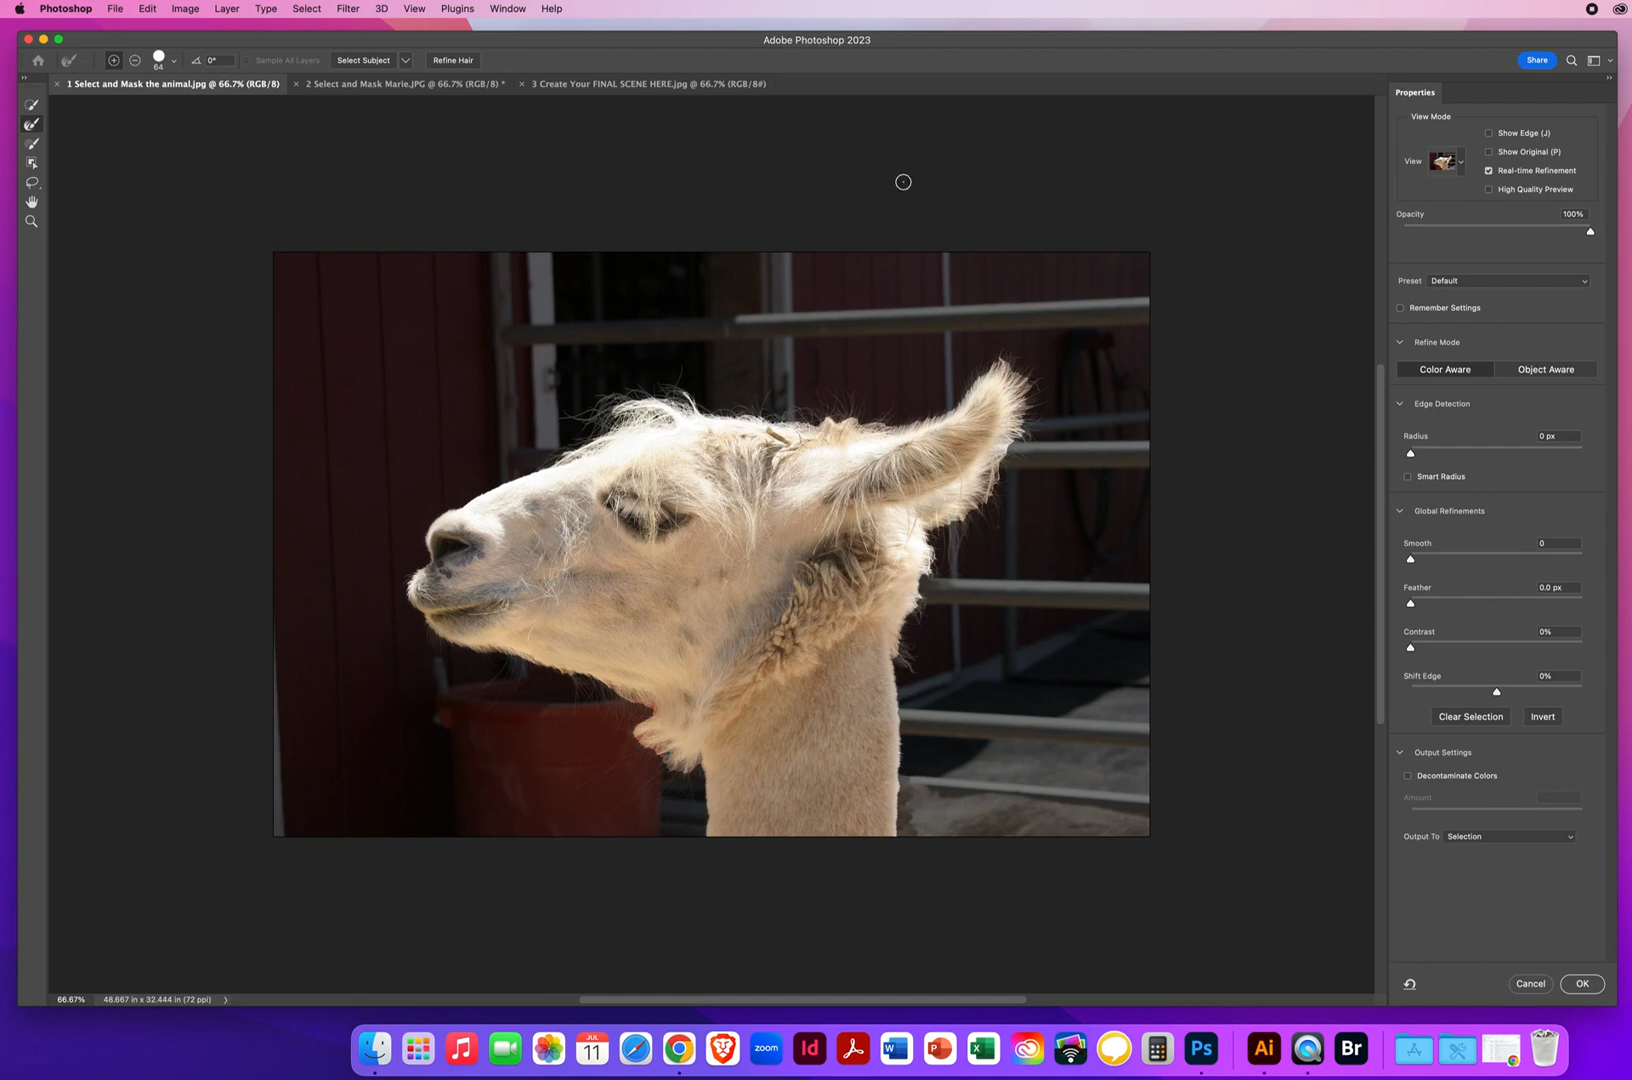 Photoshop File Edit Image Layer Type Select Filter 3D View Plugins Window Help
Adobe Photoshop 2023
64 0° Sample All Layers Select Subject Refine Hair Share
1 Select and Mask the animal.jpg @ 66.7% (RGB/8) 2 Select and Mask Marie.JPG @ 66.7% (RGB/8) * 3 Create Your FINAL SCENE HERE.jpg @ 66.7% (RGB/8#)
Properties
View Mode
Show Edge (J)
Show Original (P)
View
Real-time Refinement
High Quality Preview
Opacity 100%
Preset Default
Remember Settings
Refine Mode
Color Aware Object Aware
Edge Detection
Radius 0 px
Smart Radius
Global Refinements
Smooth 0
Feather 0.0 px
Contrast 0%
Shift Edge 0%
Clear Selection Invert
Output Settings
Decontaminate Colors
Amount
Output To Selection
Cancel OK
66.67% 48.667 in x 32.444 in (72 ppi)
JUL
11
zoom
Id
W
P
X
Ps
Ai
Br